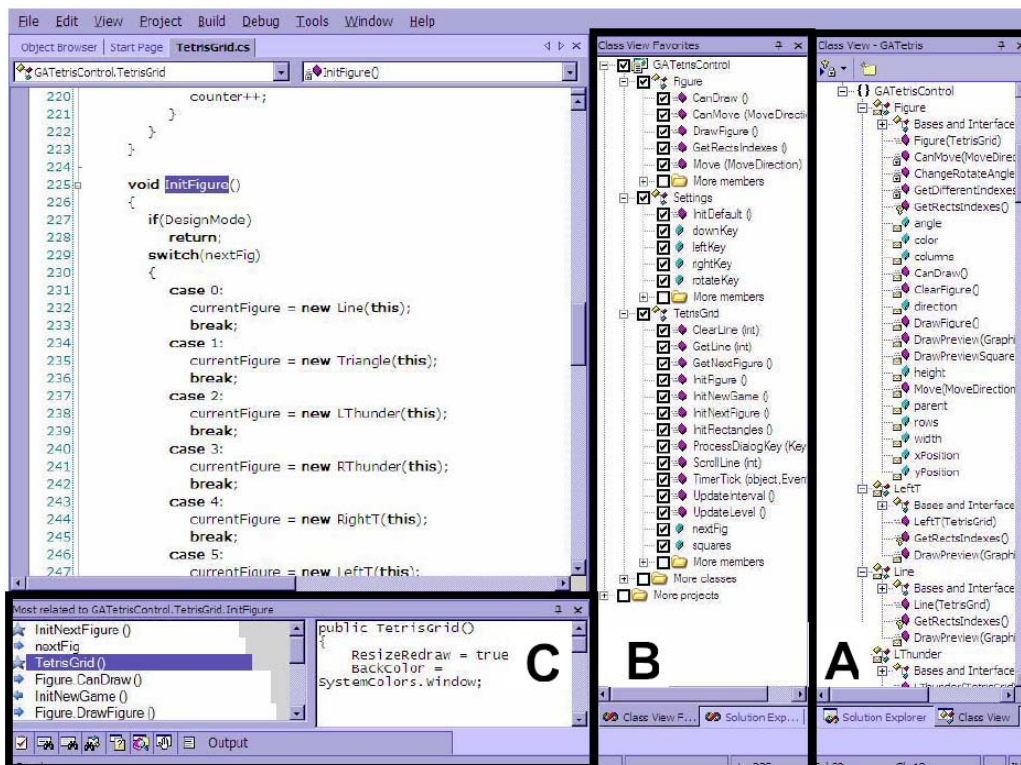 File Edit View Project Build Debug Tools Window Help
Object Browser | Start Page TetrisGrid.cs
GATetrisControl.TetrisGrid InitFigure()
220 counter++;
221 }
222 }
223 }
224
225 void InitFigure()
226 {
227 if(DesignMode)
228 return;
229 switch(nextFig)
230 {
231 case 0:
232 currentFigure = new Line(this);
233 break;
234 case 1:
235 currentFigure = new Triangle(this);
236 break;
237 case 2:
238 currentFigure = new LThunder(this);
239 break;
240 case 3:
241 currentFigure = new RThunder(this);
242 break;
243 case 4:
244 currentFigure = new RightT(this);
245 break;
246 case 5:
247 currentFigure = new LeftT(this);
Most related to GATetrisControl.TetrisGrid.IntFigure
InitNextFigure ()
nextFig
TetrisGrid ()
Figure.CanDraw ()
InitNewGame ()
Figure.DrawFigure ()
public TetrisGrid()
{
ResizeRedraw = true
BackColor =
SystemColors.Window;
C
Output
Class View Favorites
GATetrisControl
Figure
CanDraw ()
CanMove (MoveDirecti
DrawFigure ()
GetRectsIndexes ()
Move (MoveDirection)
More members
Settings
InitDefault ()
downKey
leftKey
rightKey
rotateKey
More members
TetrisGrid
ClearLine (int)
GetLine (int)
GetNextFigure ()
InitFigure ()
InitNewGame ()
InitNextFigure ()
InitRectangles ()
ProcessDialogKey (Key
ScrollLine (int)
TimerTick (object,Even
UpdateInterval ()
UpdateLevel ()
nextFig
squares
More members
More classes
More projects
B
Class View F... Solution Exp...
Class View - GATetris
{} GATetrisControl
Figure
Bases and Interface
Figure(TetrisGrid)
CanMove(MoveDirec
ChangeRotateAngle
GetDifferentIndexes
GetRectsIndexes()
angle
color
columns
CanDraw()
ClearFigure()
direction
DrawFigure()
DrawPreview(Graphi
DrawPreviewSquare
height
Move(MoveDirection
parent
rows
width
xPosition
yPosition
LeftT
Bases and Interface
LeftT(TetrisGrid)
GetRectsIndexes()
DrawPreview(Graphi
Line
Bases and Interface
Line(TetrisGrid)
GetRectsIndexes()
DrawPreview(Graphi
LThunder
Bases and Interface
LThunder(TetrisGrid)
A
Solution Explorer Class View